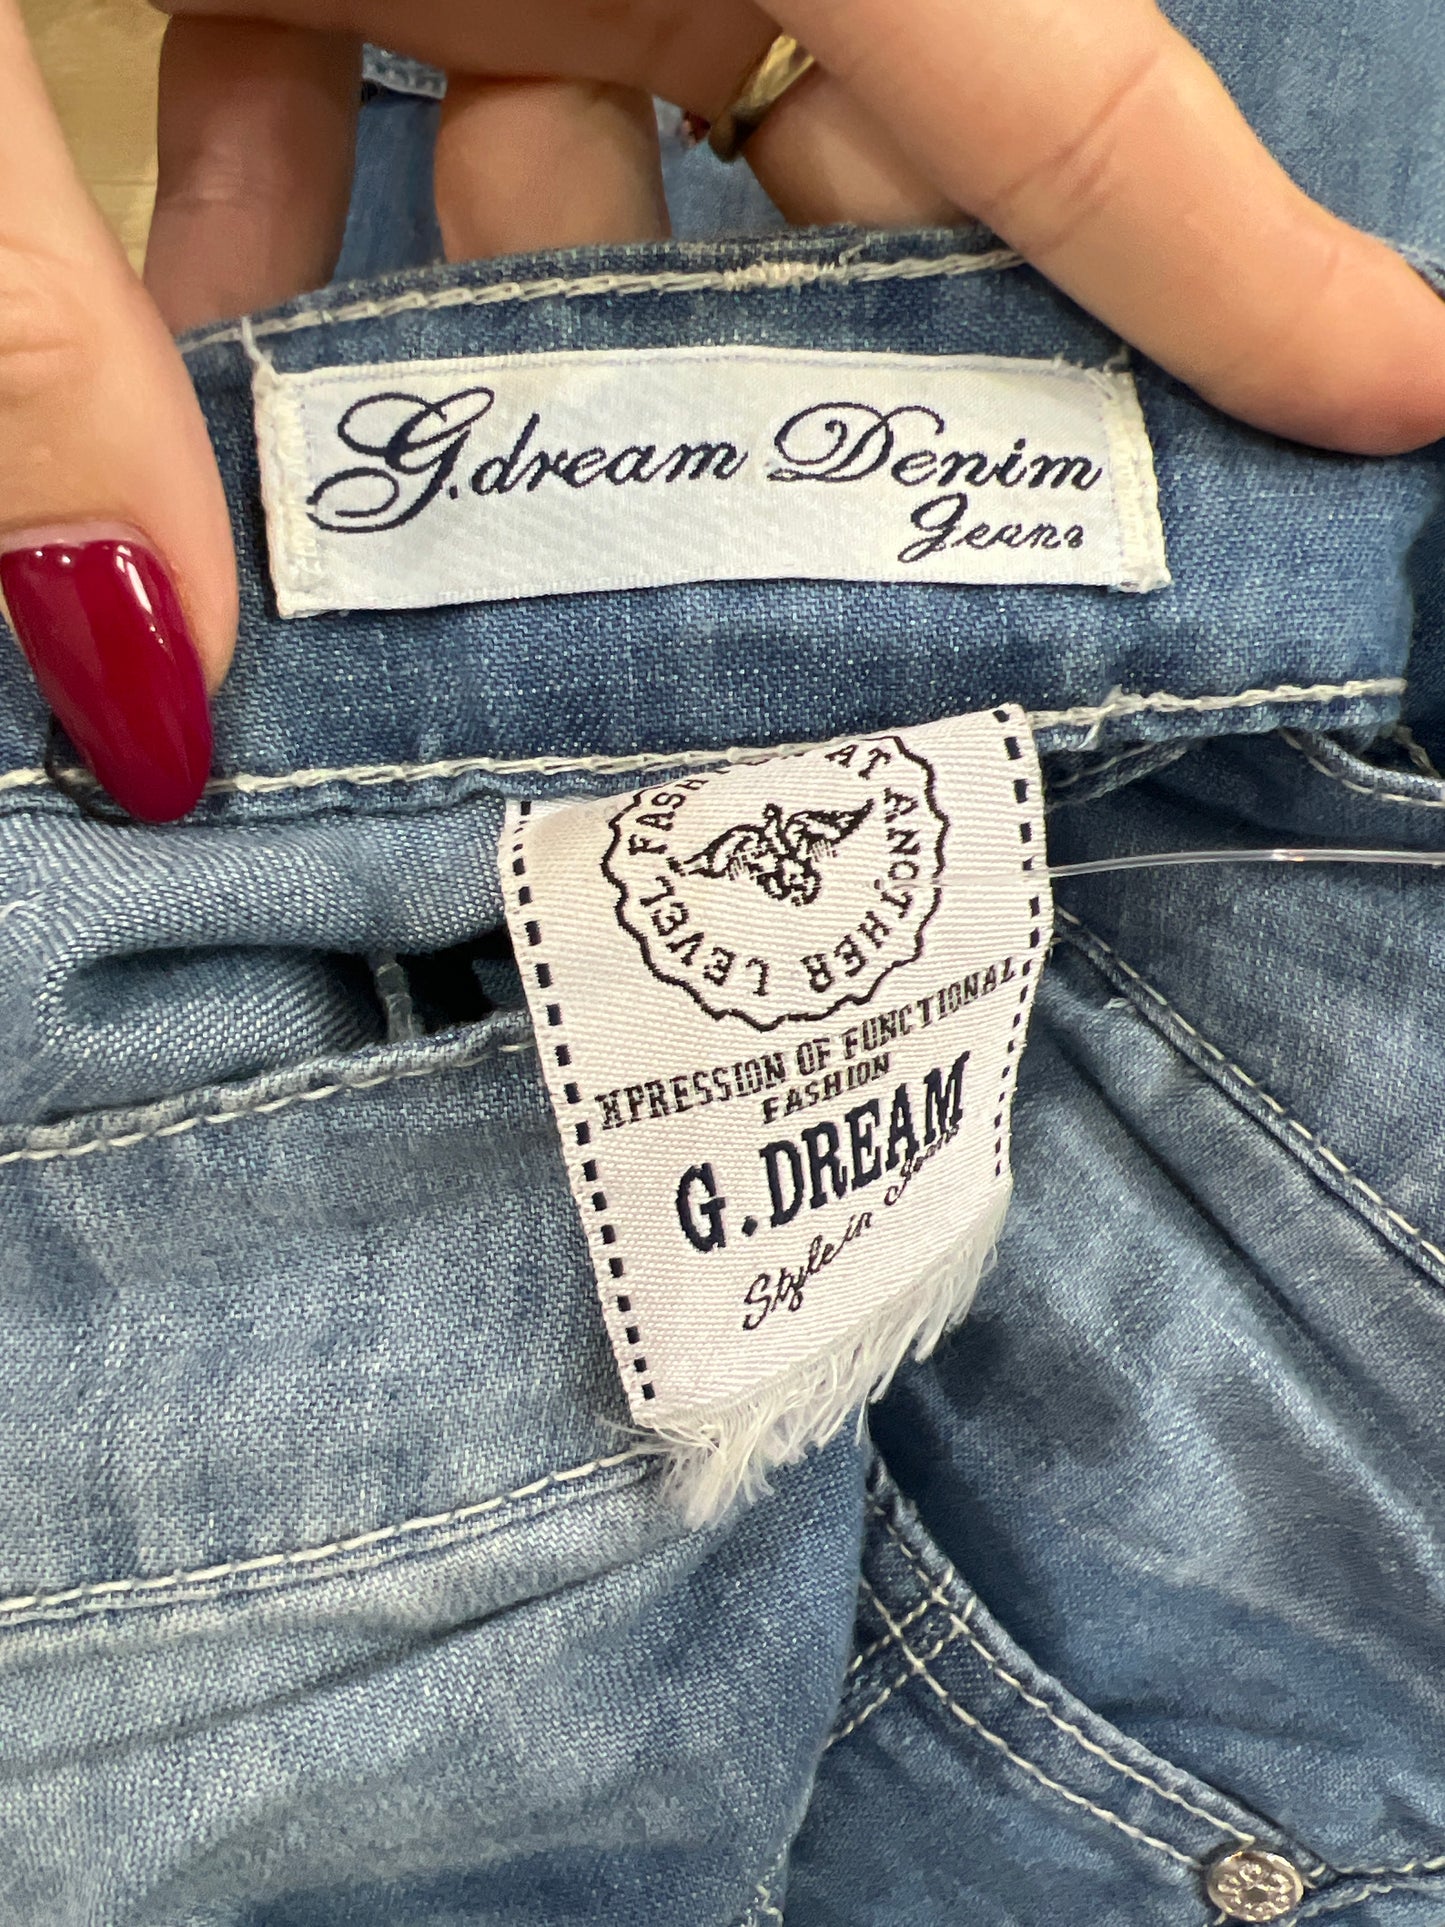 G.dream Denim
Jeans
FASHION AT ANOTHER LEVEL
XPRESSION OF FUNCTIONAL
FASHION
G.DREAM
Style in Jeans